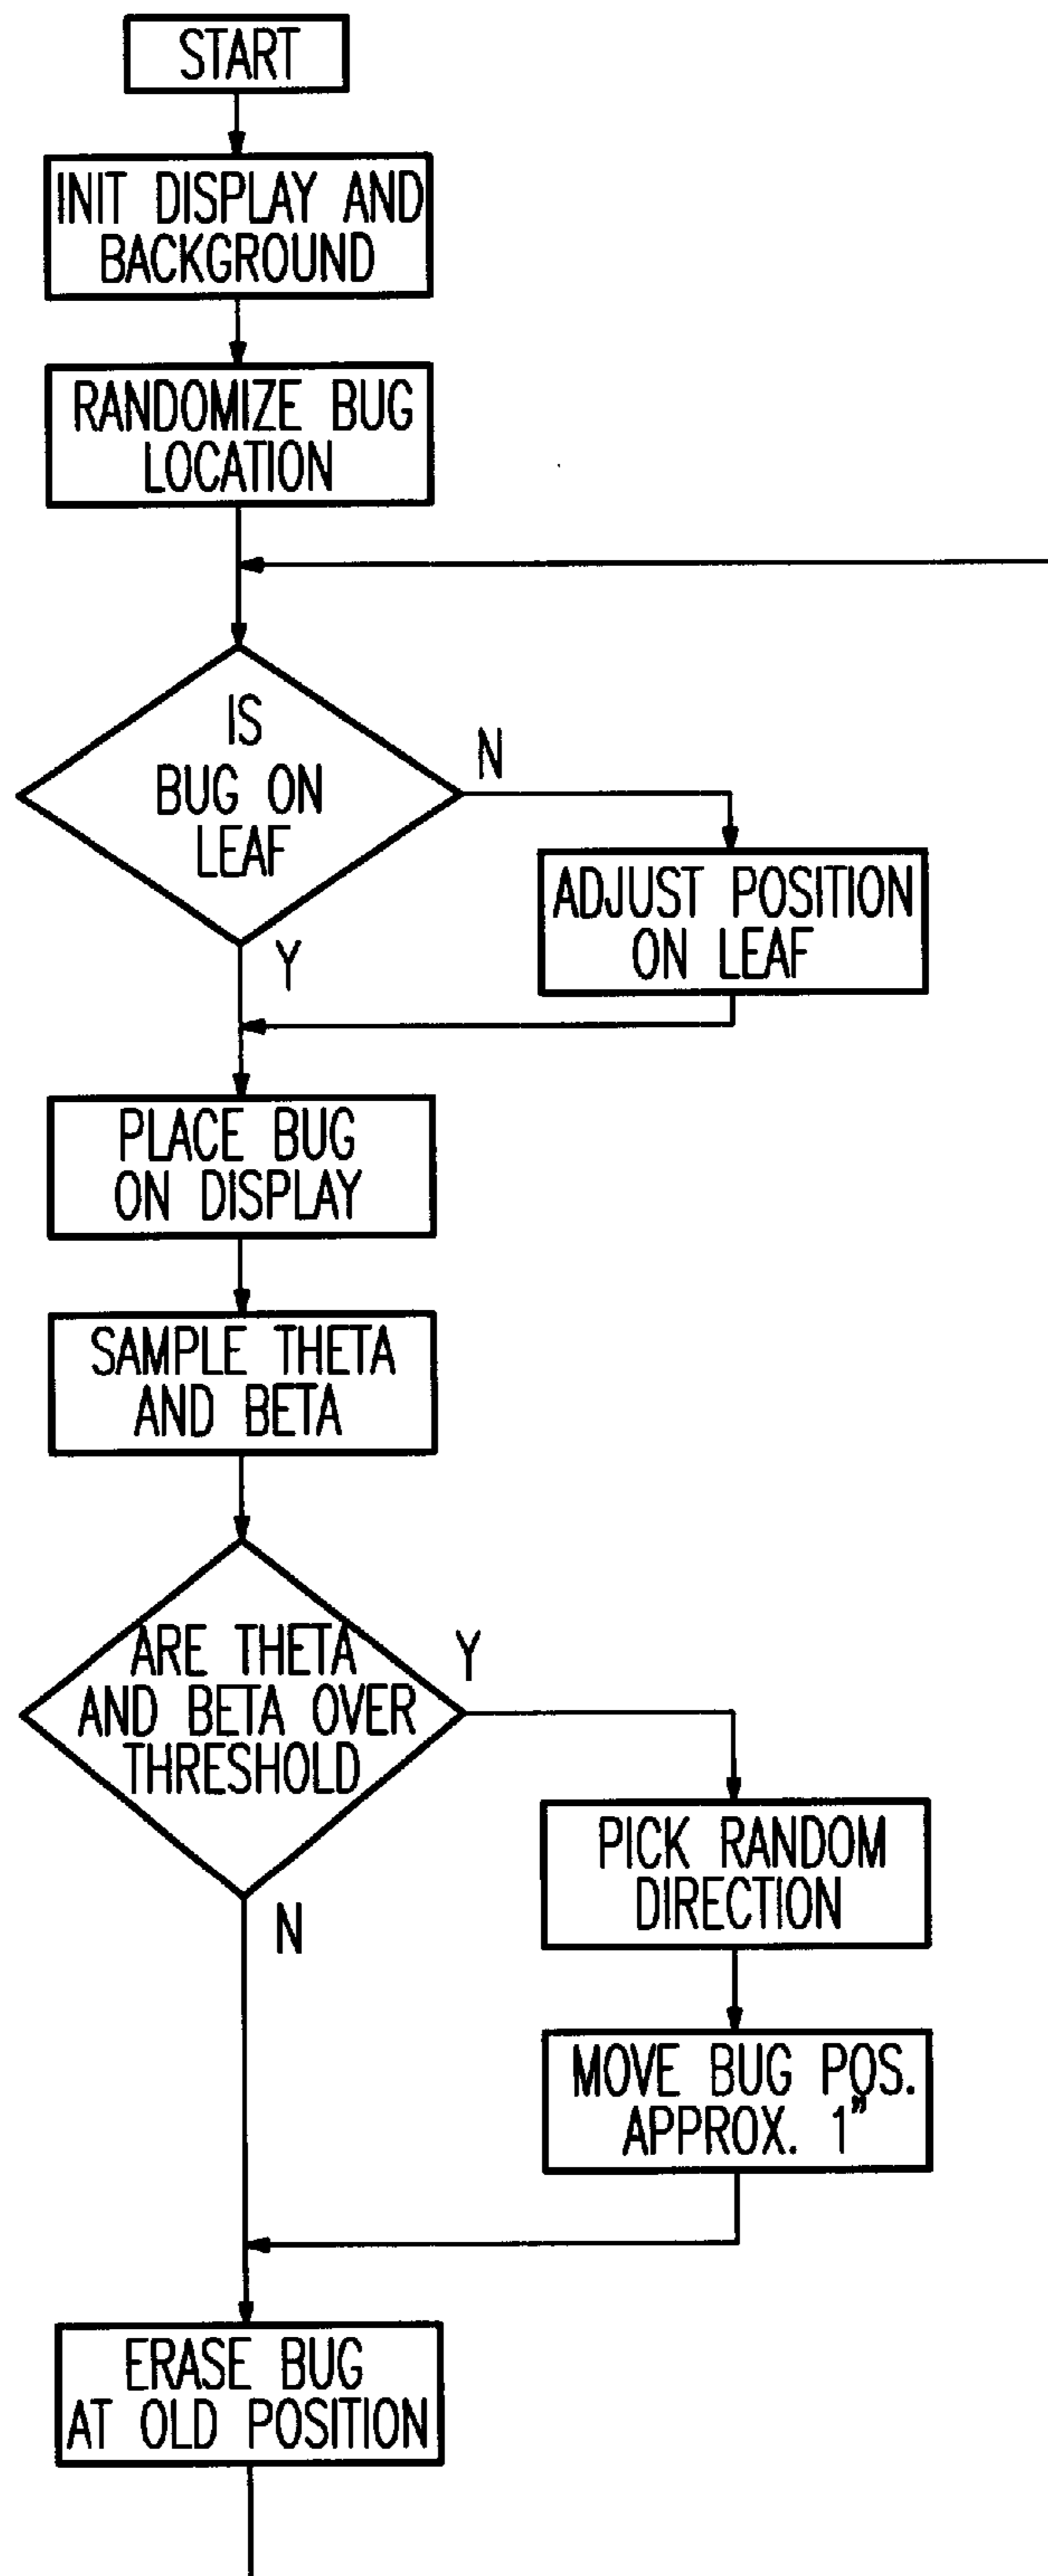 START
INIT DISPLAY AND
BACKGROUND
RANDOMIZE BUG
LOCATION
IS
BUG ON
LEAF
N
Y
ADJUST POSITION
ON LEAF
PLACE BUG
ON DISPLAY
SAMPLE THETA
AND BETA
ARE THETA
AND BETA OVER
THRESHOLD
Y
N
PICK RANDOM
DIRECTION
MOVE BUG POS.
APPROX. 1"
ERASE BUG
AT OLD POSITION